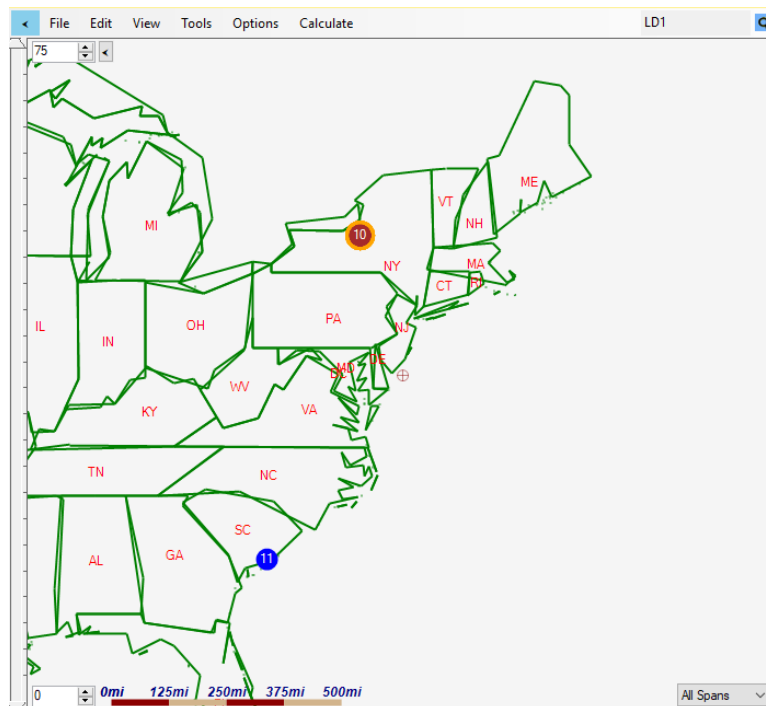 < File Edit View Tools Options Calculate LD1
75 <
ME
VT
NH
MI
10
NY
MA
CT RI
PA
OH
NJ
IL
IN
DE
MD
DC
WV
KY
VA
TN
NC
SC
11
GA
AL
0 0mi 125mi 250mi 375mi 500mi All Spans